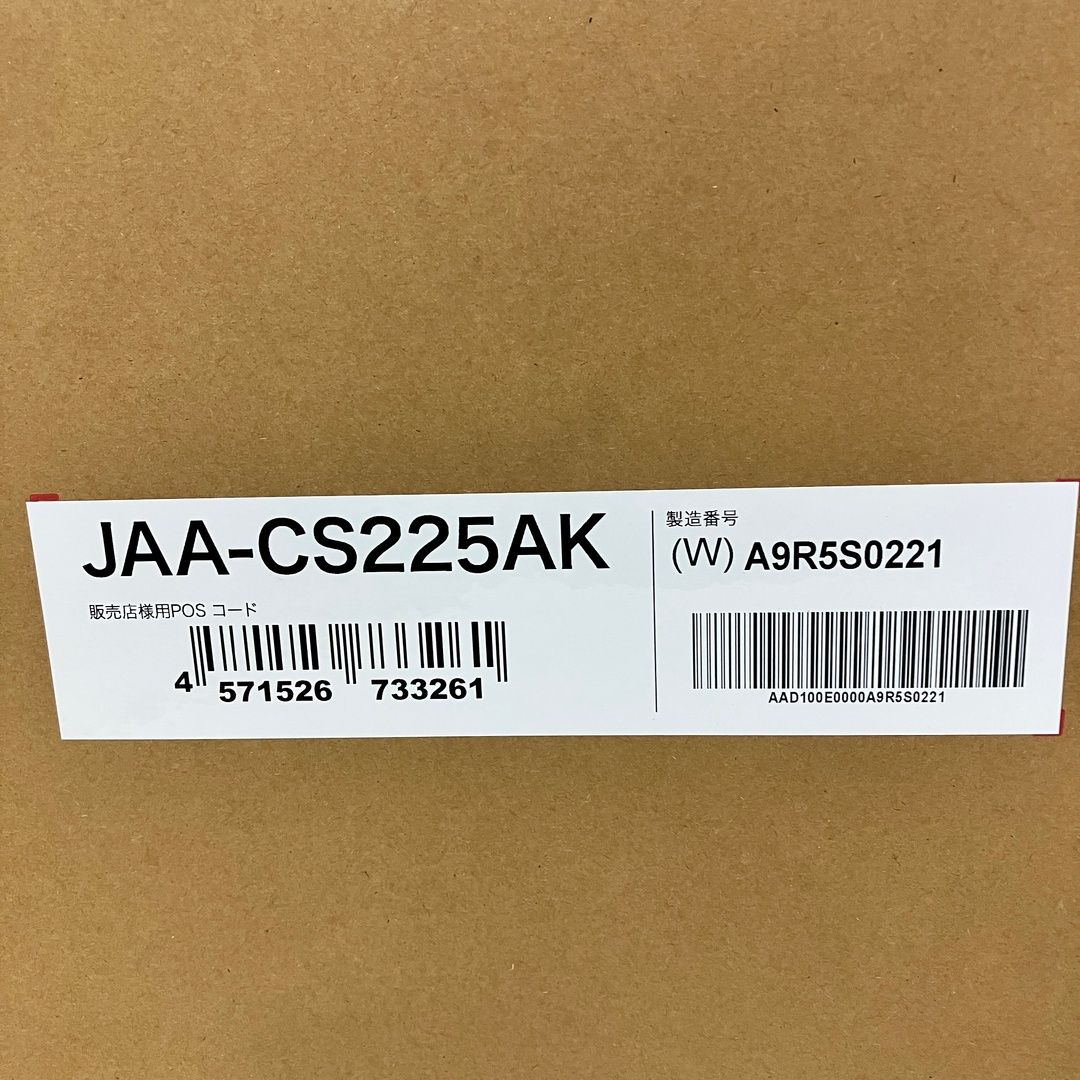 JAA-CS225AK
販売店様用POS コード
4 571526 733261
製造番号
(W) A9R5S0221
AAD100E0000A9R5S0221